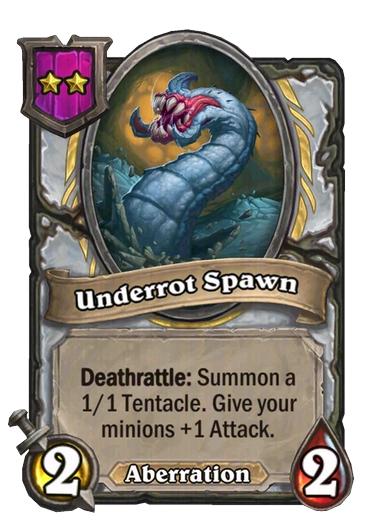 Underrot Spawn
Deathrattle: Summon a
1/1 Tentacle. Give your
minions +1 Attack.
2
Aberration
2